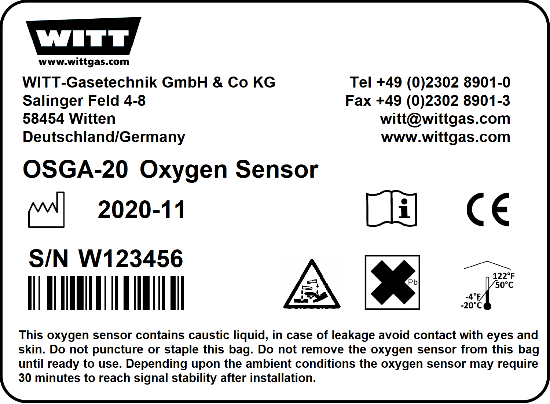 WITT
www.wittgas.com
WITT-Gasetechnik GmbH & Co KG
Salinger Feld 4-8
58454 Witten
Deutschland/Germany
Tel +49 (0)2302 8901-0
Fax +49 (0)2302 8901-3
witt@wittgas.com
www.wittgas.com
OSGA-20 Oxygen Sensor
2020-11
i
CE
S/N W123456
Pb
122°F
50°C
-4°F
-20°C
This oxygen sensor contains caustic liquid, in case of leakage avoid contact with eyes and
skin. Do not puncture or staple this bag. Do not remove the oxygen sensor from this bag
until ready to use. Depending upon the ambient conditions the oxygen sensor may require
30 minutes to reach signal stability after installation.